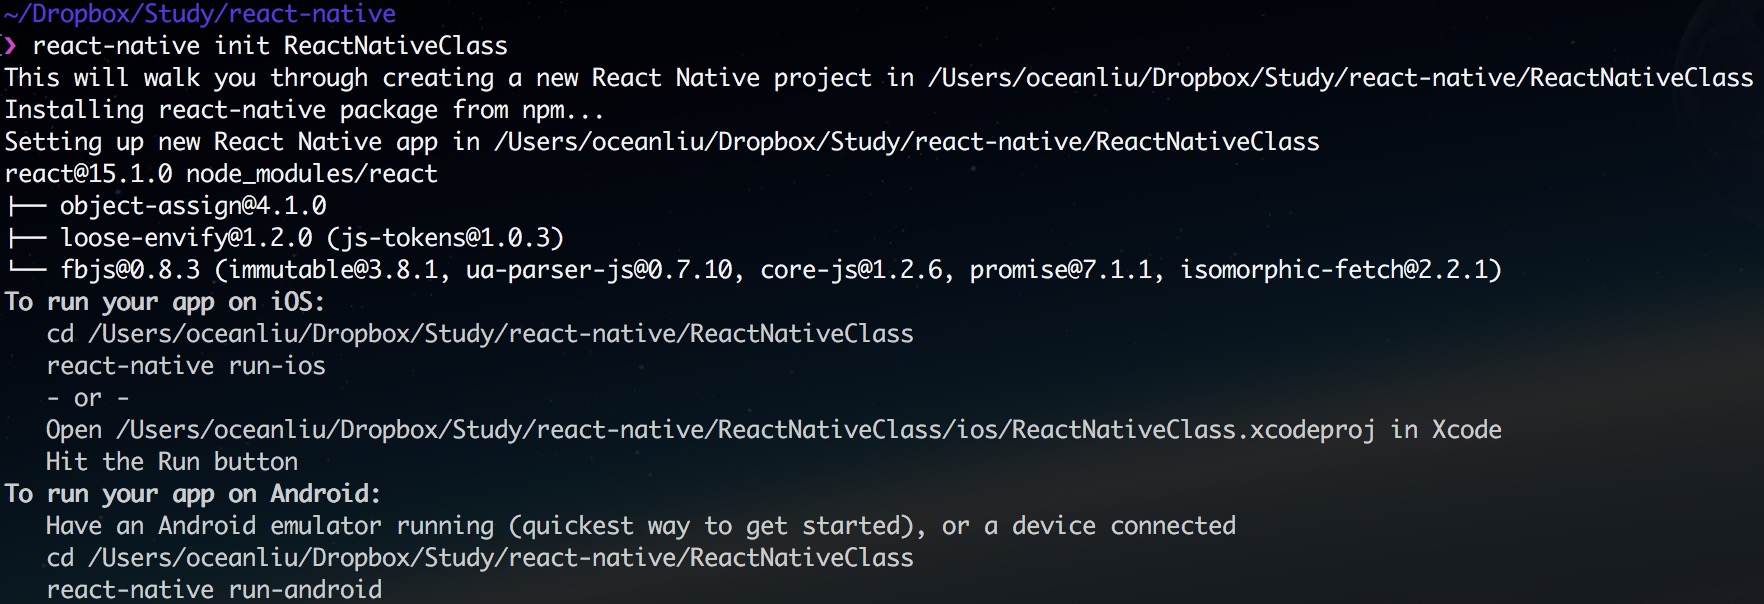 ~/Dropbox/Study/react-native
❯ react-native init ReactNativeClass
This will walk you through creating a new React Native project in /Users/oceanliu/Dropbox/Study/react-native/ReactNativeClass
Installing react-native package from npm...
Setting up new React Native app in /Users/oceanliu/Dropbox/Study/react-native/ReactNativeClass
react@15.1.0 node_modules/react
├── object-assign@4.1.0
├── loose-envify@1.2.0 (js-tokens@1.0.3)
└── fbjs@0.8.3 (immutable@3.8.1, ua-parser-js@0.7.10, core-js@1.2.6, promise@7.1.1, isomorphic-fetch@2.2.1)
To run your app on iOS:
   cd /Users/oceanliu/Dropbox/Study/react-native/ReactNativeClass
   react-native run-ios
   - or -
   Open /Users/oceanliu/Dropbox/Study/react-native/ReactNativeClass/ios/ReactNativeClass.xcodeproj in Xcode
   Hit the Run button
To run your app on Android:
   Have an Android emulator running (quickest way to get started), or a device connected
   cd /Users/oceanliu/Dropbox/Study/react-native/ReactNativeClass
   react-native run-android